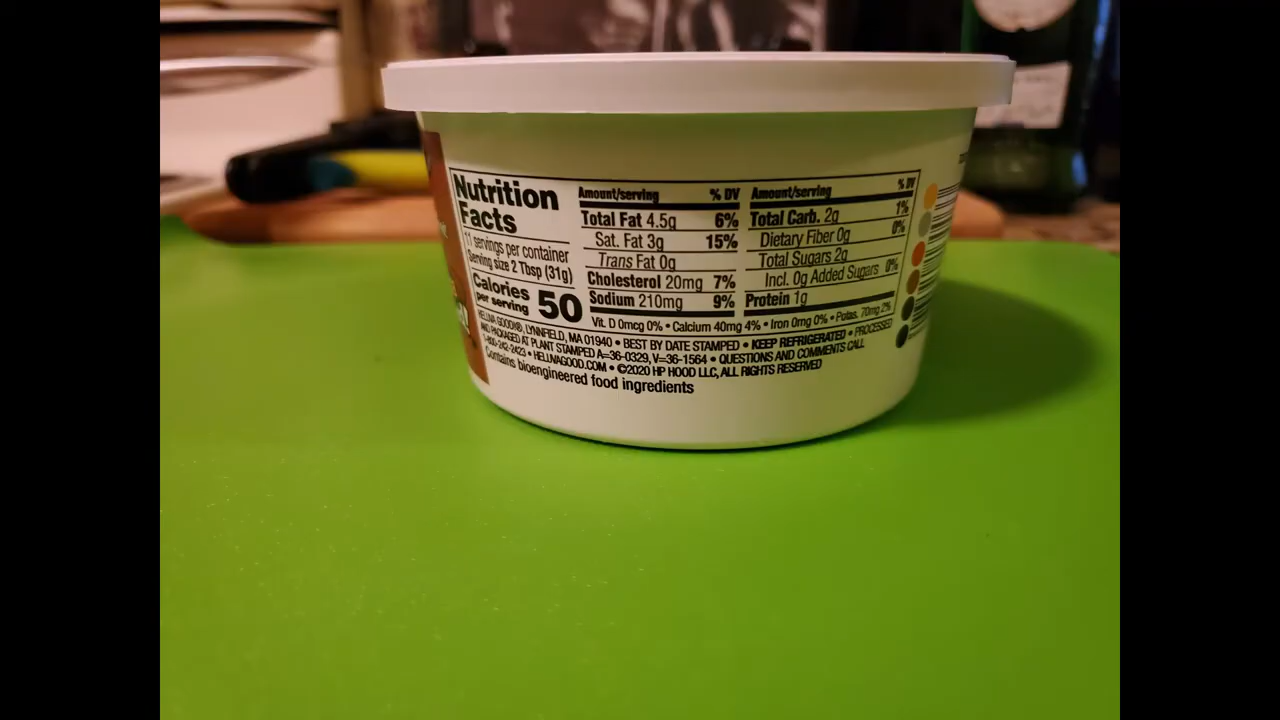 Nutrition
Facts
11 servings per container
Serving size 2 Tbsp (31g)
Calories
per serving 50
Amount/serving % DV
Total Fat 4.5g 6%
Sat. Fat 3g 15%
Trans Fat 0g
Cholesterol 20mg 7%
Sodium 210mg 9%
Amount/serving % DV
Total Carb. 2g 1%
Dietary Fiber 0g 0%
Total Sugars 2g
Incl. 0g Added Sugars 0%
Protein 1g
Vit. D 0mcg 0% • Calcium 40mg 4% • Iron 0mg 0% • Potas. 70mg 2%
HELUVA GOOD!®, LYNNFIELD, MA 01940 • BEST BY DATE STAMPED • KEEP REFRIGERATED • PROCESSED
AND PACKAGED AT PLANT STAMPED A=36-0329, V=36-1564 • QUESTIONS AND COMMENTS CALL
1-800-242-2423 • HELUVAGOOD.COM • ©2020 HP HOOD LLC, ALL RIGHTS RESERVED
Contains bioengineered food ingredients